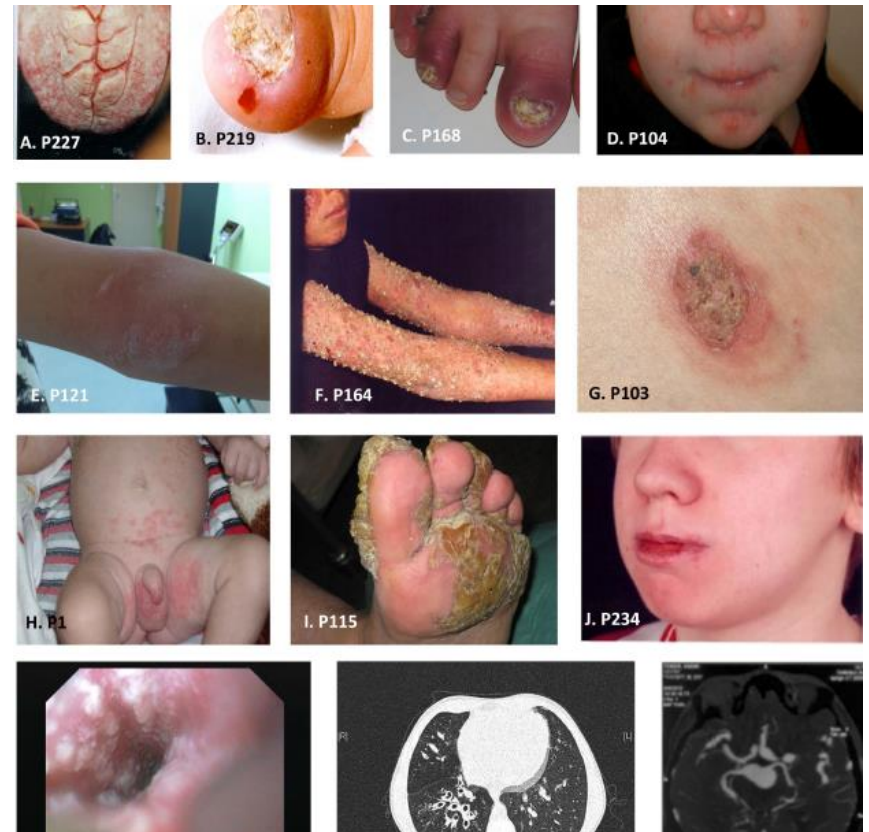 A. P227
B. P219
C. P168
D. P104
E. P121
F. P164
G. P103
H. P1
I. P115
J. P234
[R]
[L]